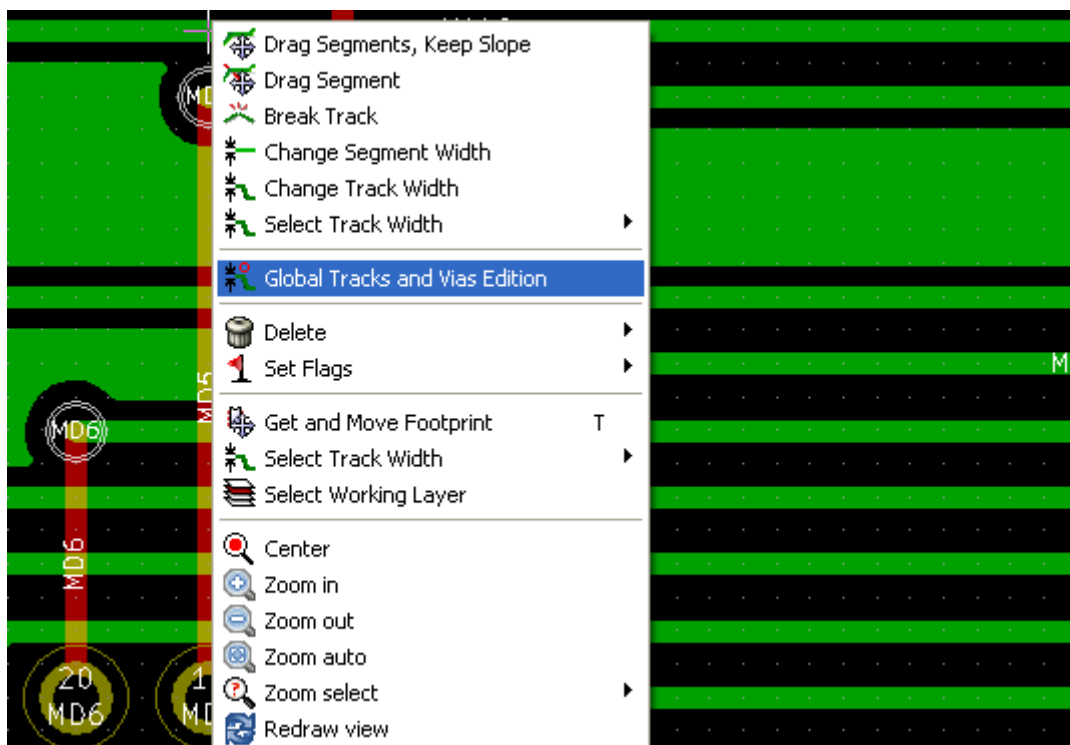 Drag Segments, Keep Slope
Drag Segment
Break Track
Change Segment Width
Change Track Width
Select Track Width
Global Tracks and Vias Edition
Delete
Set Flags
Get and Move Footprint T
Select Track Width
Select Working Layer
Center
Zoom in
Zoom out
Zoom auto
Zoom select
Redraw view
MD5
MD6
MD6
20
MD6
1
M